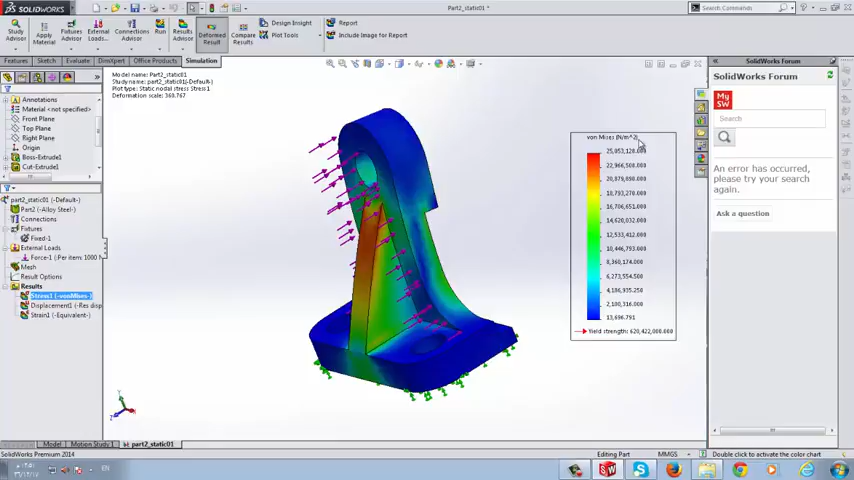 SOLIDWORKS
Part2_static01 *
Search Commands
Study Advisor
Apply Material
Fixtures Advisor
External Loads...
Connections Advisor
Run
Results Advisor
Deformed Result
Compare Results
Design Insight
Plot Tools
Report
Include Image for Report
Features
Sketch
Evaluate
DimXpert
Office Products
Simulation
Annotations
Material <not specified>
Front Plane
Top Plane
Right Plane
Origin
Boss-Extrude1
Cut-Extrude1
part2_static01 (-Default-)
Part2 (-Alloy Steel-)
Connections
Fixtures
Fixed-1
External Loads
Force-1 (:Per item: 1000 N
Mesh
Result Options
Results
Stress1 (-vonMises-)
Displacement1 (-Res disp
Strain1 (-Equivalent-)
Model name: Part2_static01
Study name: part2_static01(-Default-)
Plot type: Static nodal stress Stress1
Deformation scale: 360.767
von Mises (N/m^2)
25,053,128.000
22,966,508.000
20,879,890.000
18,793,270.000
16,706,651.000
14,620,032.000
12,533,412.000
10,446,793.000
8,360,174.000
6,273,554.500
4,186,935.250
2,100,316.000
13,696.791
Yield strength: 620,422,000.000
Y
Z
SolidWorks Forum
My SW
Search
An error has occurred,
please try your search
again.
Ask a question
Model
Motion Study 1
part2_static01
SolidWorks Premium 2014
Editing Part
MMGS
Double click to activate the color chart
EN